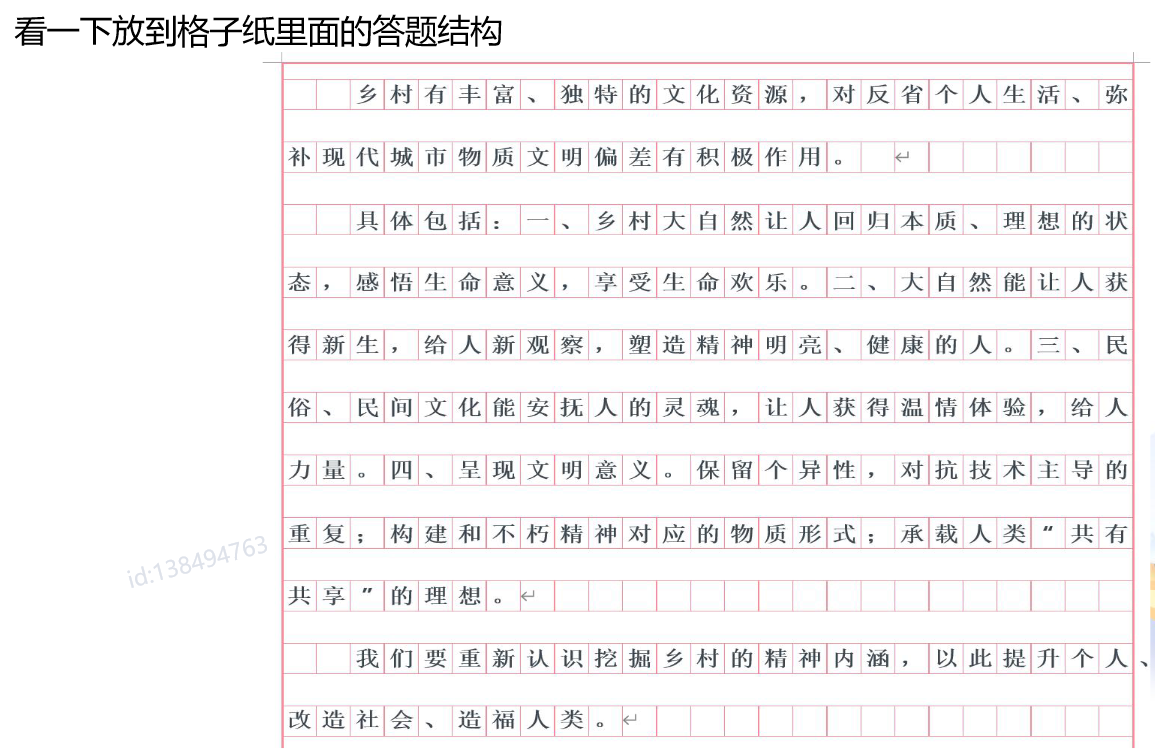 看一下放到格子纸里面的答题结构
乡村有丰富、独特的文化资源，对反省个人生活、弥
补现代城市物质文明偏差有积极作用。
具体包括：一、乡村大自然让人回归本质、理想的状
态，感悟生命意义，享受生命欢乐。二、大自然能让人获
得新生，给人新观察，塑造精神明亮、健康的人。三、民
俗、民间文化能安抚人的灵魂，让人获得温情体验，给人
力量。四、呈现文明意义。保留个异性，对抗技术主导的
重复；构建和不朽精神对应的物质形式；承载人类“共有
共享”的理想。
我们要重新认识挖掘乡村的精神内涵，以此提升个人、
改造社会、造福人类。
id:138494763